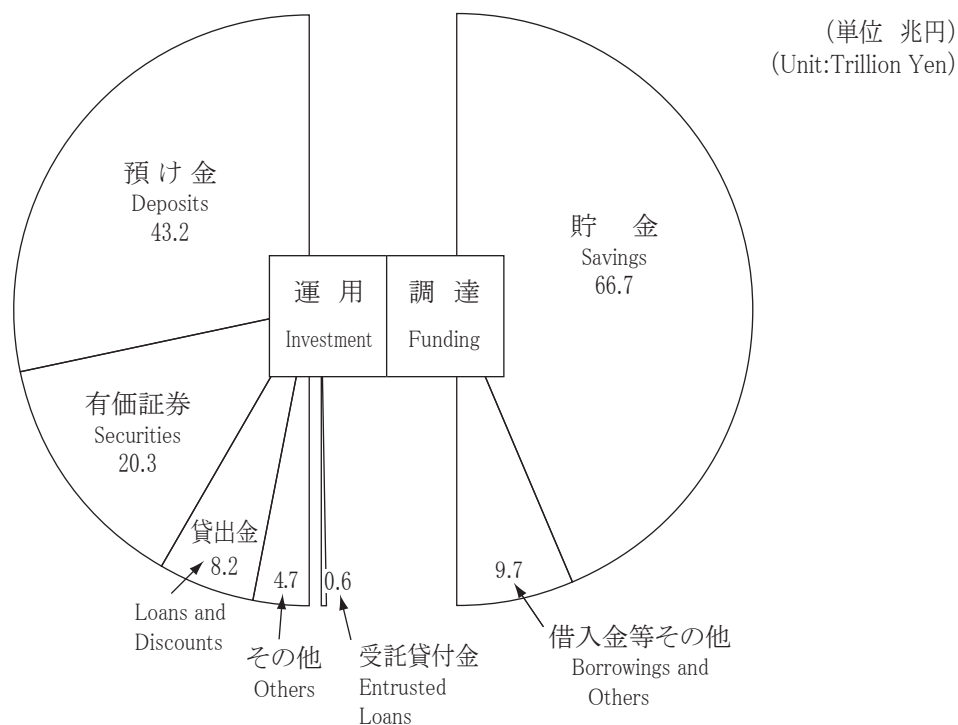 (単位 兆円)
(Unit:Trillion Yen)
預け金
Deposits
43.2
貯 金
Savings
66.7
運 用
Investment
調 達
Funding
有価証券
Securities
20.3
貸出金
8.2
Loans and
Discounts
4.7
その他
Others
0.6
受託貸付金
Entrusted
Loans
9.7
借入金等その他
Borrowings and
Others